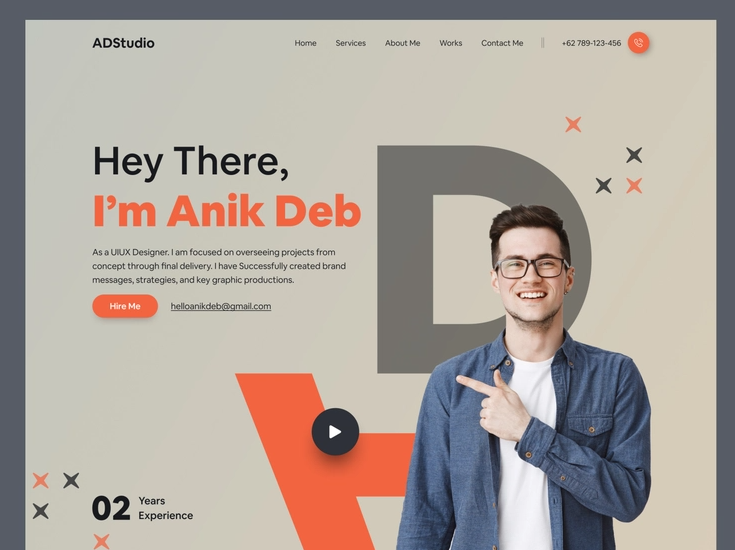 ADStudio
Home Services About Me Works Contact Me +62 789-123-456
Hey There,
I'm Anik Deb
As a UIUX Designer. I am focused on overseeing projects from
concept through final delivery. I have Successfully created brand
messages, strategies, and key graphic productions.
Hire Me helloanikdeb@gmail.com
D
A
02 Years
Experience